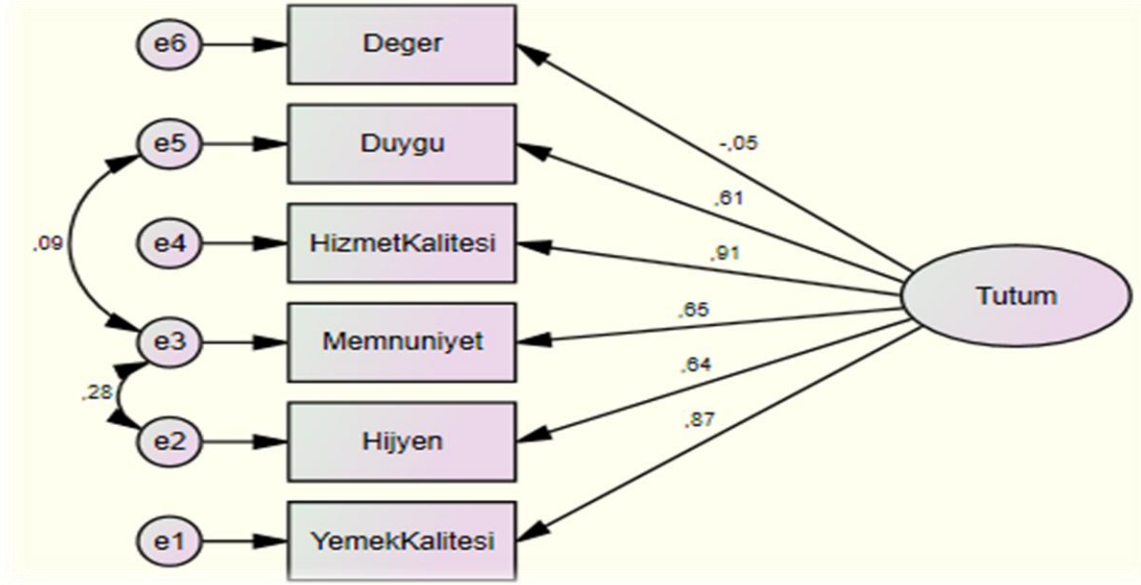 e6
Deger
-,05
e5
Duygu
,61
,09
e4
HizmetKalitesi
,91
Tutum
e3
Memnuniyet
,65
,28
,64
e2
Hijyen
,87
e1
YemekKalitesi